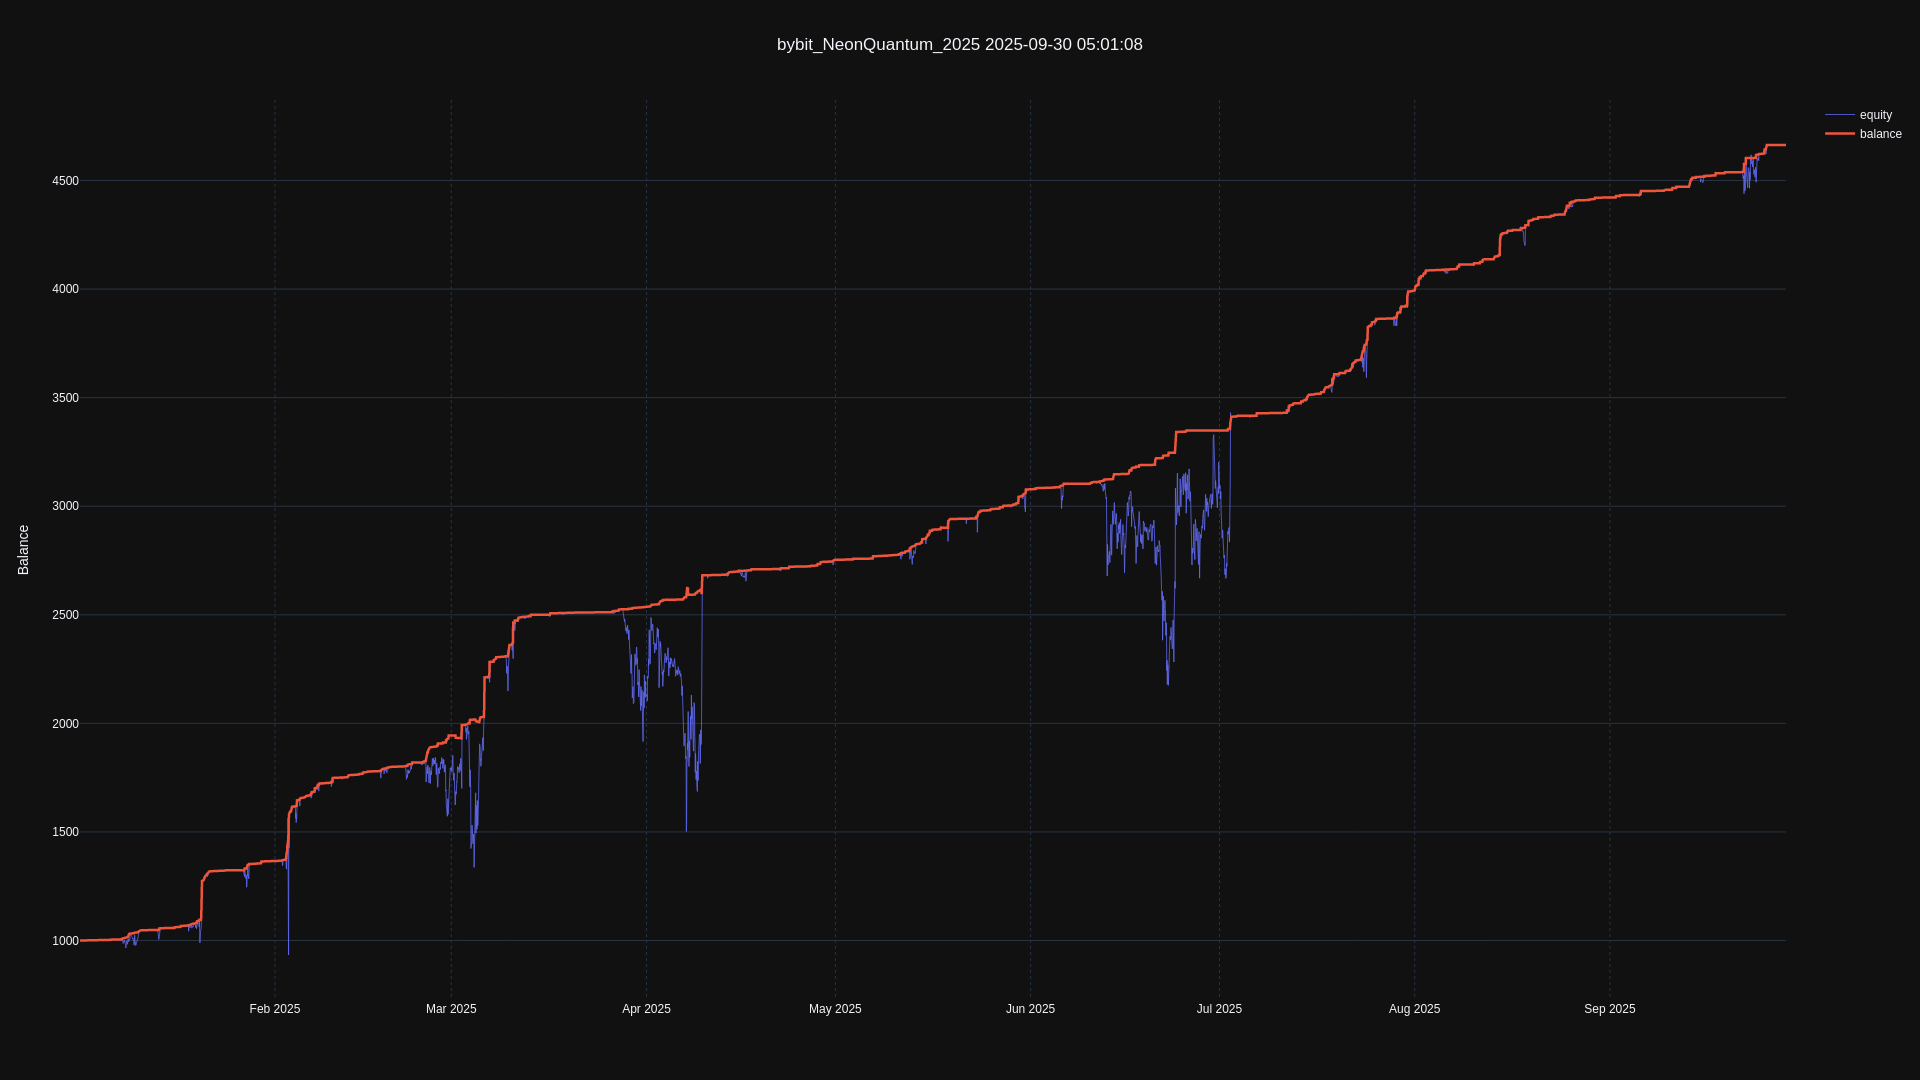 bybit_NeonQuantum_2025 2025-09-30 05:01:08
equity
balance
4500
4000
3500
3000
2500
2000
1500
1000
Balance
Feb 2025
Mar 2025
Apr 2025
May 2025
Jun 2025
Jul 2025
Aug 2025
Sep 2025